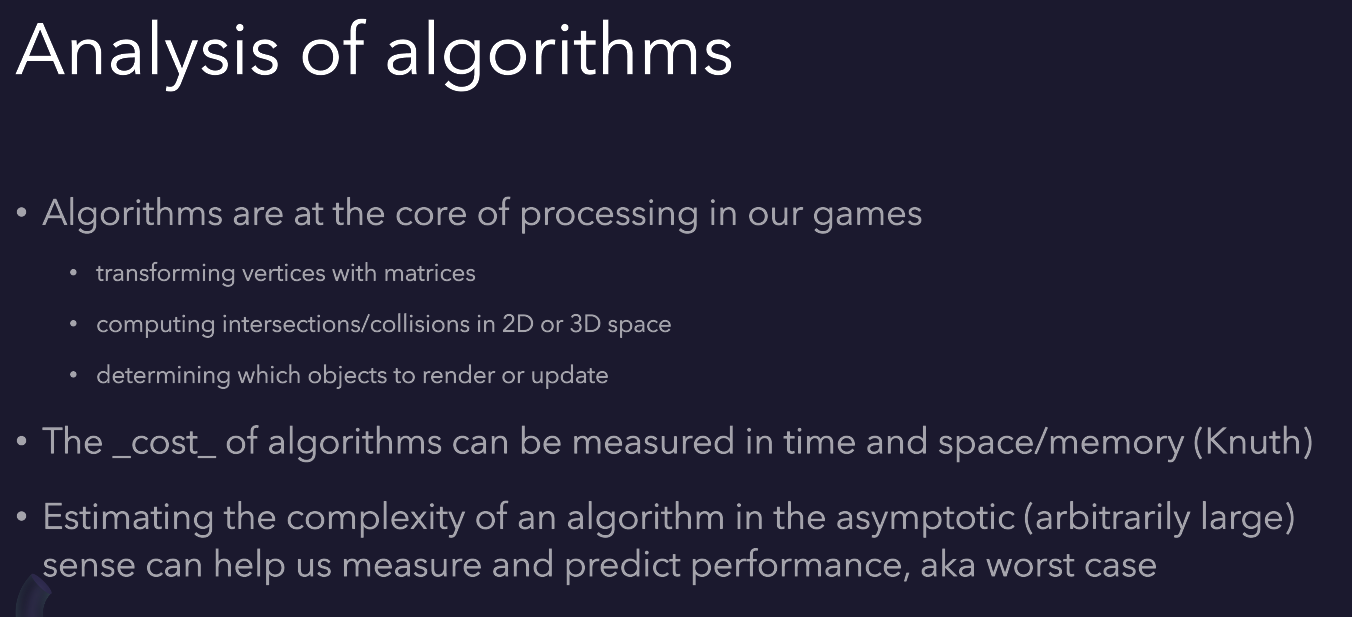 Analysis of algorithms
• Algorithms are at the core of processing in our games
• transforming vertices with matrices
• computing intersections/collisions in 2D or 3D space
• determining which objects to render or update
• The _cost_ of algorithms can be measured in time and space/memory (Knuth)
• Estimating the complexity of an algorithm in the asymptotic (arbitrarily large)
sense can help us measure and predict performance, aka worst case